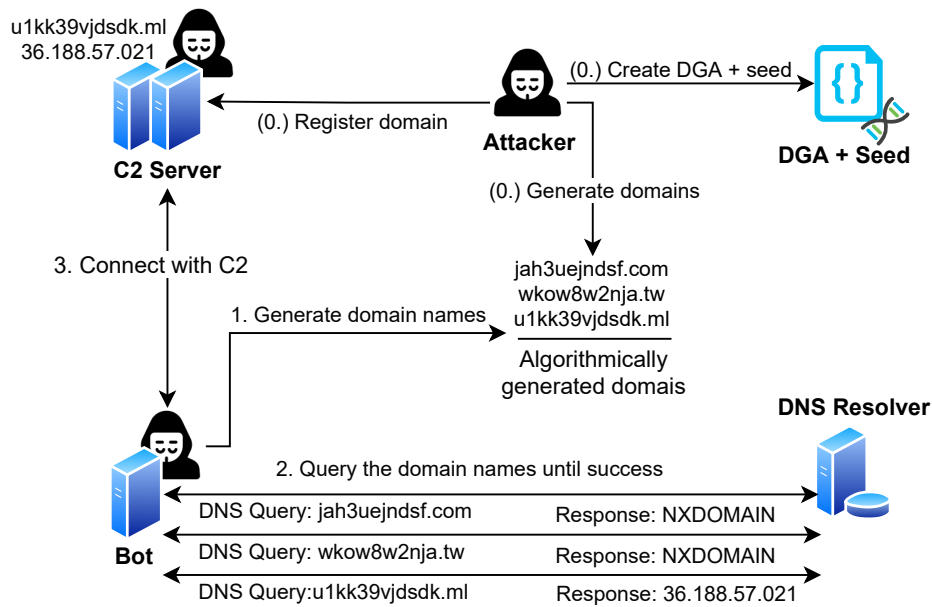 u1kk39vjdsdk.ml
36.188.57.021
(0.) Create DGA + seed
(0.) Register domain
Attacker
C2 Server
DGA + Seed
(0.) Generate domains
3. Connect with C2
jah3uejndsf.com
wkow8w2nja.tw
u1kk39vjdsdk.ml
1. Generate domain names
Algorithmically
generated domais
DNS Resolver
2. Query the domain names until success
DNS Query: jah3uejndsf.com
Response: NXDOMAIN
Bot
DNS Query: wkow8w2nja.tw
Response: NXDOMAIN
DNS Query:u1kk39vjdsdk.ml
Response: 36.188.57.021